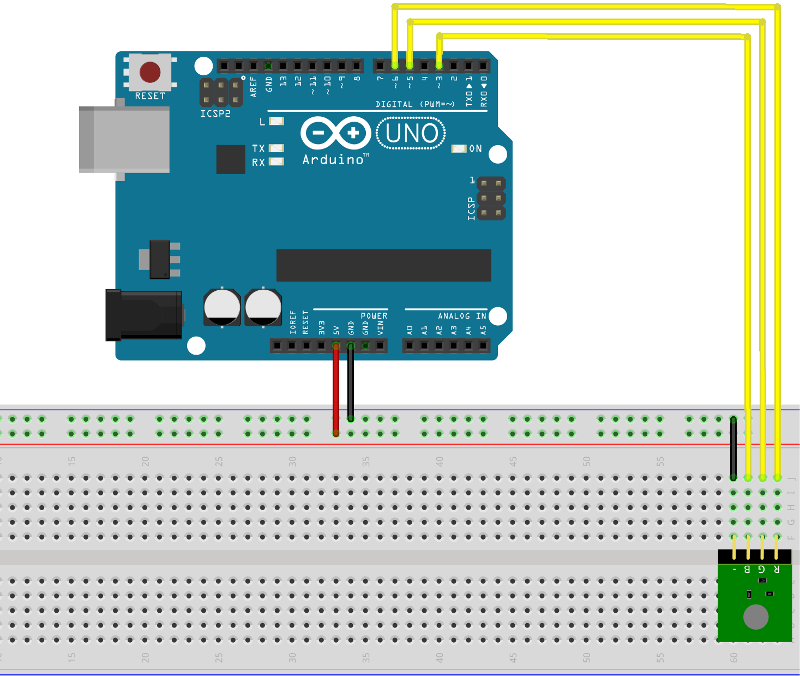 RESET
ICSP2
AREF
GND
13
12
~11
~10
~9
8
7
~6
~5
4
~3
2
TX0▶1
RX0◀0
DIGITAL (PWM=~)
L
TX
RX
UNO
Arduino™
ON
1
ICSP
POWER
ANALOG IN
IOREF
RESET
3V3
5V
GND
GND
VIN
A0
A1
A2
A3
A4
A5
15
20
25
30
35
40
45
50
55
J
I
H
G
F
- B G R
15
20
25
30
35
40
45
50
55
60